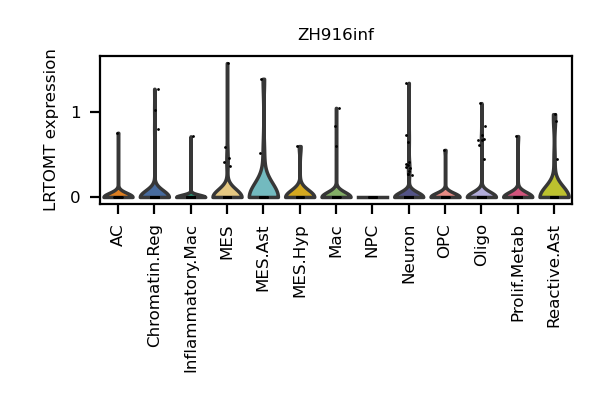 ZH916inf
LRTOMT expression
1
0
AC
Chromatin.Reg
Inflammatory.Mac
MES
MES.Ast
MES.Hyp
Mac
NPC
Neuron
OPC
Oligo
Prolif.Metab
Reactive.Ast